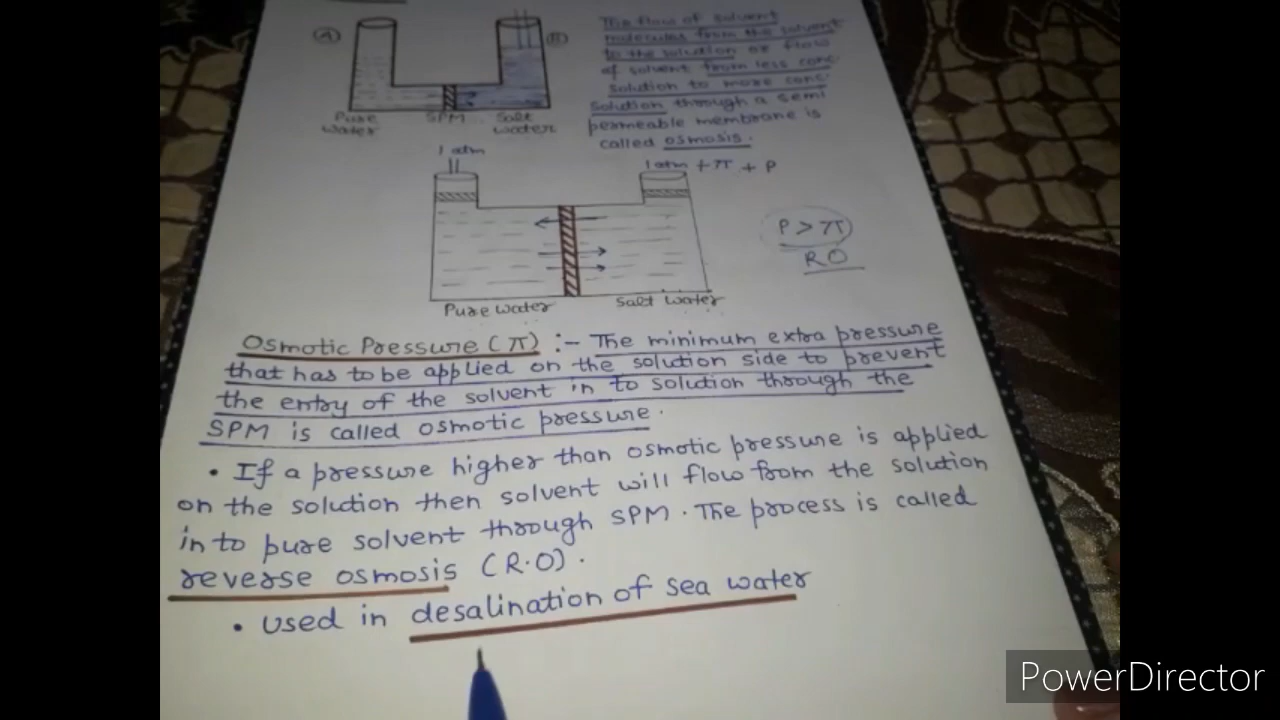 A
B
Pure
water
SPM
Salt
water
The flow of solvent
molecules from the solvent
to the solution or flow
of solvent from less conc.
solution to more conc.
solution through a semi
permeable membrane is
called osmosis.
1 atm
1 atm + π + P
P > π
RO
Pure water
Salt water
Osmotic Pressure (π) :- The minimum extra pressure
that has to be applied on the solution side to prevent
the entry of the solvent in to solution through the
SPM is called osmotic pressure.
• If a pressure higher than osmotic pressure is applied
on the solution then solvent will flow from the solution
in to pure solvent through SPM. The process is called
reverse osmosis (R.O).
• Used in desalination of sea water
PowerDirector